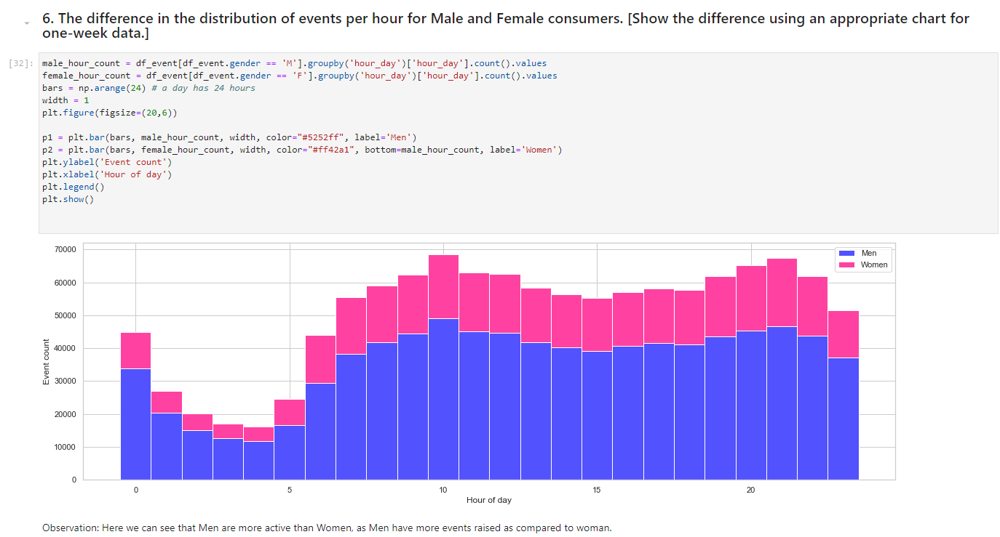 6. The difference in the distribution of events per hour for Male and Female consumers. [Show the difference using an appropriate chart for
one-week data.]
[32]:
male_hour_count = df_event[df_event.gender == 'M'].groupby('hour_day')['hour_day'].count().values
female_hour_count = df_event[df_event.gender == 'F'].groupby('hour_day')['hour_day'].count().values
bars = np.arange(24) # a day has 24 hours
width = 1
plt.figure(figsize=(20,6))
p1 = plt.bar(bars, male_hour_count, width, color="#5252ff", label='Men')
p2 = plt.bar(bars, female_hour_count, width, color="#ff42a1", bottom=male_hour_count, label='Women')
plt.ylabel('Event count')
plt.xlabel('Hour of day')
plt.legend()
plt.show()
70000
60000
50000
40000
30000
20000
10000
0
Event count
Men
Women
0 5 10 15 20
Hour of day
Observation: Here we can see that Men are more active than Women, as Men have more events raised as compared to woman.